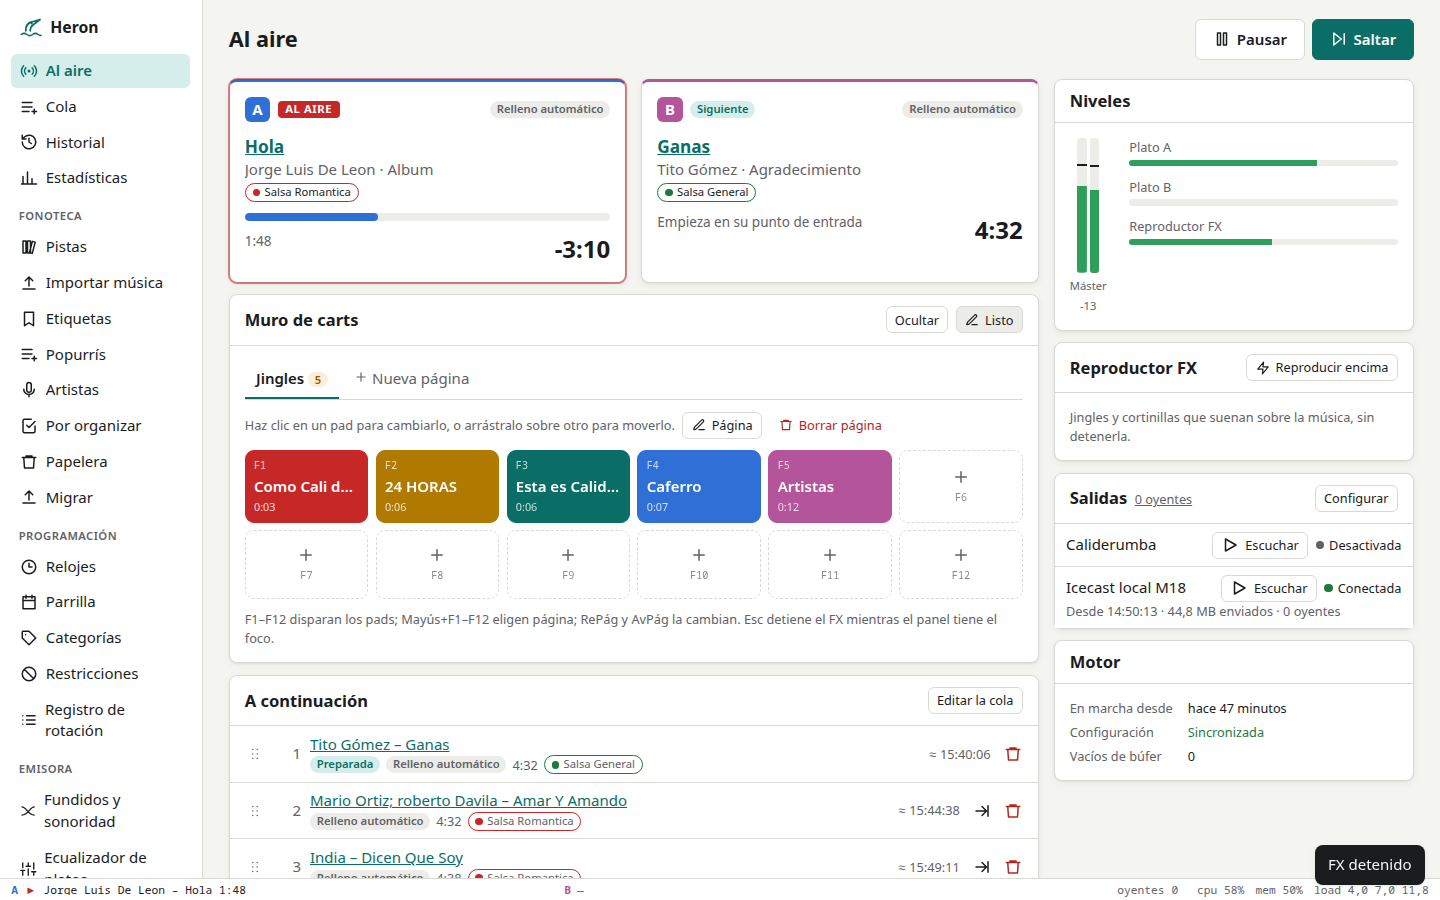 Heron
Al aire
Cola
Historial
Estadísticas
FONOTECA
Pistas
Importar música
Etiquetas
Popurrís
Artistas
Por organizar
Papelera
Migrar
PROGRAMACIÓN
Relojes
Parrilla
Categorías
Restricciones
Registro de
rotación
EMISORA
Fundidos y
sonoridad
Ecualizador de
Al aire
Pausar
Saltar
A AL AIRE Relleno automático
Hola
Jorge Luis De Leon · Album
Salsa Romantica
1:48
-3:10
B Siguiente Relleno automático
Ganas
Tito Gómez · Agradecimiento
Salsa General
Empieza en su punto de entrada
4:32
Muro de carts
Ocultar
Listo
Jingles 5
Nueva página
Haz clic en un pad para cambiarlo, o arrástralo sobre otro para moverlo.
Página
Borrar página
F1
Como Cali d...
0:03
F2
24 HORAS
0:06
F3
Esta es Calid...
0:06
F4
Caferro
0:07
F5
Artistas
0:12
F6
F7
F8
F9
F10
F11
F12
F1–F12 disparan los pads; Mayús+F1–F12 eligen página; RePág y AvPág la cambian. Esc detiene el FX mientras el panel tiene el
foco.
A continuación
Editar la cola
1 Tito Gómez – Ganas
Preparada Relleno automático 4:32 Salsa General
≈ 15:40:06
2 Mario Ortiz; roberto Davila – Amar Y Amando
Relleno automático 4:32 Salsa Romantica
≈ 15:44:38
3 India – Dicen Que Soy
Relleno automático 4:38 Salsa Romantica
≈ 15:49:11
Niveles
Plato A
Plato B
Reproductor FX
Máster
-13
Reproductor FX
Reproducir encima
Jingles y cortinillas que suenan sobre la música, sin
detenerla.
Salidas 0 oyentes
Configurar
Caliderumba
Escuchar
Desactivada
Icecast local M18
Escuchar
Conectada
Desde 14:50:13 · 44,8 MB enviados · 0 oyentes
Motor
En marcha desde hace 47 minutos
Configuración Sincronizada
Vacíos de búfer 0
FX detenido
A ▶ Jorge Luis De Leon – Hola 1:48
B —
oyentes 0 cpu 58% mem 50% load 4,0 7,0 11,8